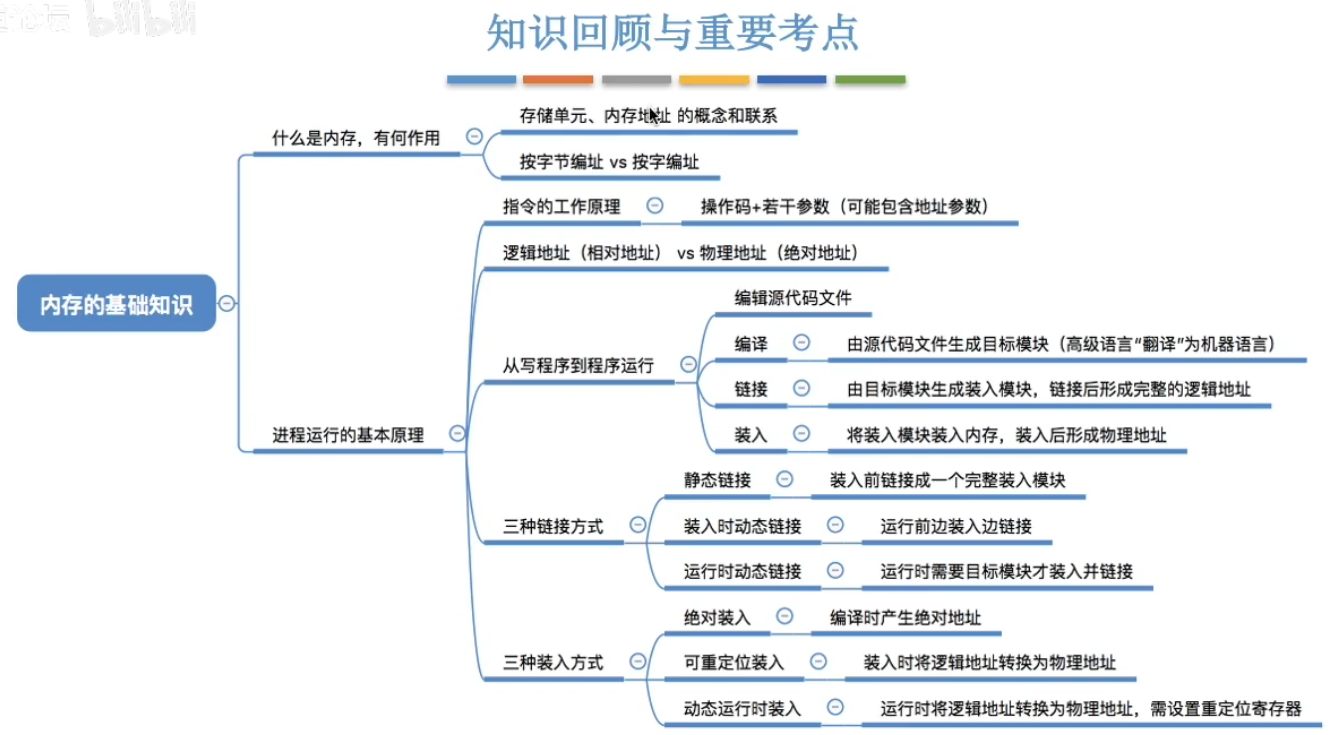 bilibili
知识回顾与重要考点
什么是内存，有何作用
存储单元、内存地址 的概念和联系
按字节编址 vs 按字编址
指令的工作原理
操作码+若干参数（可能包含地址参数）
逻辑地址（相对地址） vs 物理地址（绝对地址）
内存的基础知识
编辑源代码文件
从写程序到程序运行
编译
由源代码文件生成目标模块（高级语言“翻译”为机器语言）
链接
由目标模块生成装入模块，链接后形成完整的逻辑地址
装入
将装入模块装入内存，装入后形成物理地址
进程运行的基本原理
静态链接
装入前链接成一个完整装入模块
三种链接方式
装入时动态链接
运行前边装入边链接
运行时动态链接
运行时需要目标模块才装入并链接
绝对装入
编译时产生绝对地址
三种装入方式
可重定位装入
装入时将逻辑地址转换为物理地址
动态运行时装入
运行时将逻辑地址转换为物理地址，需设置重定位寄存器